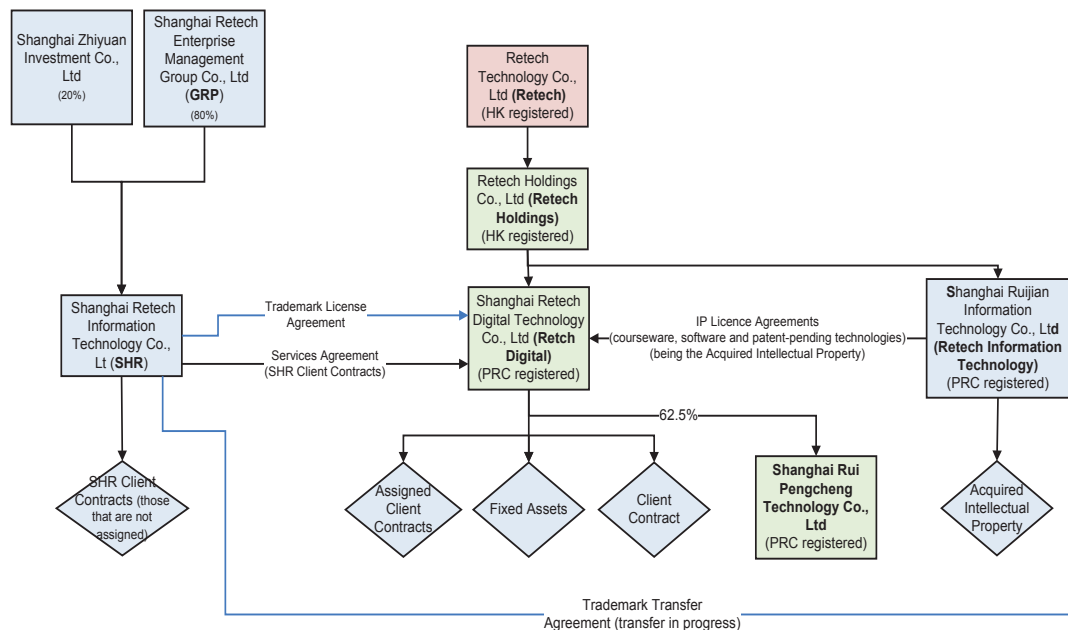 Shanghai Zhiyuan
Investment Co.,
Ltd
(20%)
Shanghai Retech
Enterprise
Management
Group Co., Ltd
(GRP)
(80%)
Retech
Technology Co.,
Ltd (Retech)
(HK registered)
Retech Holdings
Co., Ltd (Retech
Holdings)
(HK registered)
Shanghai Retech
Information
Technology Co.,
Lt (SHR)
Trademark License
Agreement
Services Agreement
(SHR Client Contracts)
Shanghai Retech
Digital Technology
Co., Ltd (Retch
Digital)
(PRC registered)
IP Licence Agreements
(courseware, software and patent-pending technologies)
(being the Acquired Intellectual Property)
Shanghai Ruijian
Information
Technology Co., Ltd
(Retech Information
Technology)
(PRC registered)
62.5%
SHR Client
Contracts (those
that are not
assigned)
Assigned
Client
Contracts
Fixed Assets
Client
Contract
Shanghai Rui
Pengcheng
Technology Co.,
Ltd
(PRC registered)
Acquired
Intellectual
Property
Trademark Transfer
Agreement (transfer in progress)